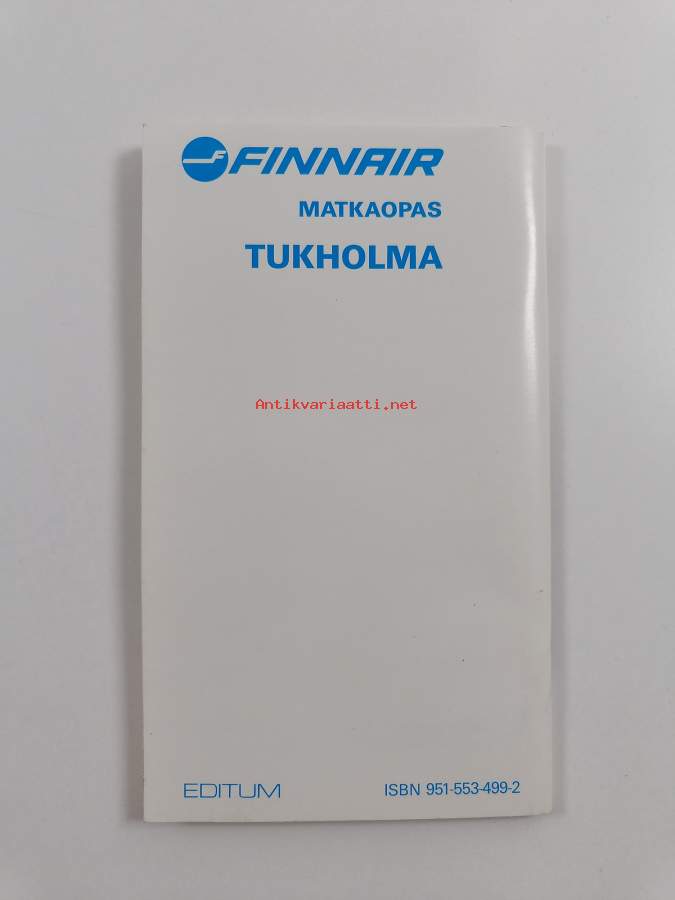 FINNAIR
MATKAOPAS
TUKHOLMA
Antikvariaatti.net
EDITUM ISBN 951-553-499-2